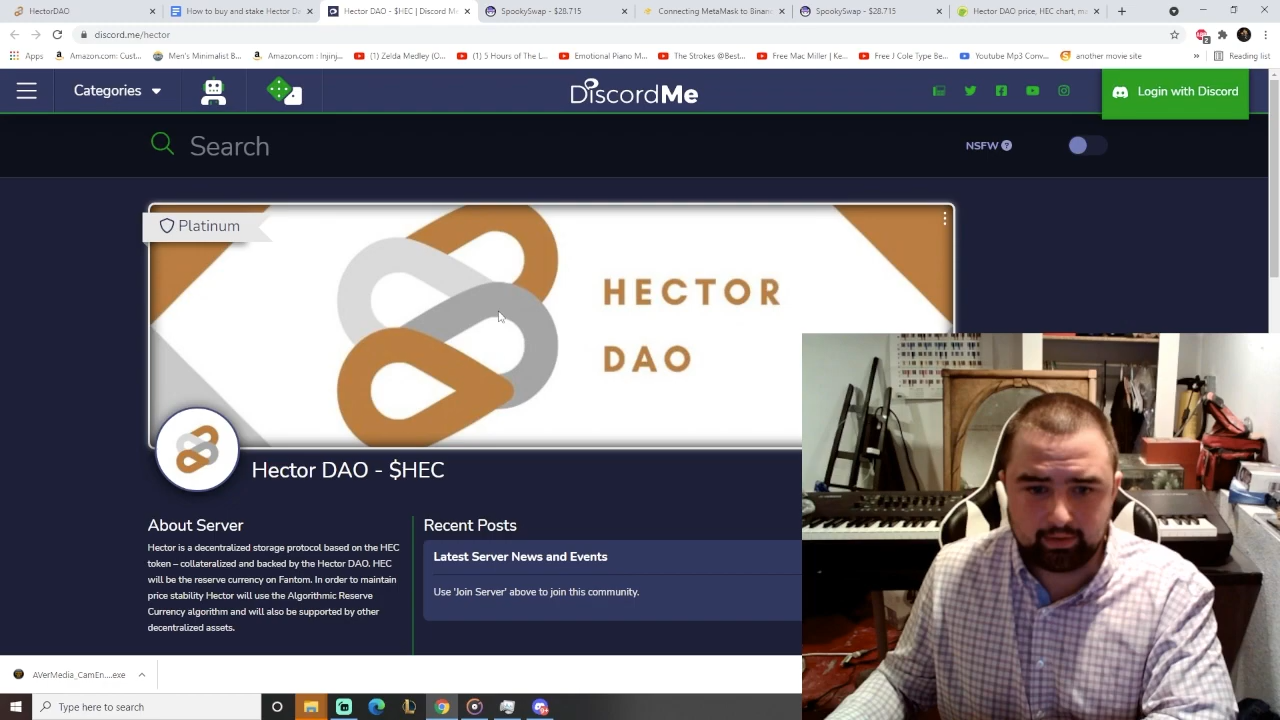 HectorDAO
How to buy and stake Hector Da
Hector DAO - $HEC | Discord Me
SpookySwap - $28.715
Connecting MetaMask to Binan
SpookySwap - $28.715
Hector DAO price, HEC chart, ma
discord.me/hector
Apps
Amazon.com: Cust...
Men's Minimalist B...
Amazon.com: Injinj...
(1) Zelda Medley (O...
(1) 5 Hours of The L...
Emotional Piano M...
The Strokes @Best...
Free Mac Miller | Ke...
Free J Cole Type Be...
Youtube Mp3 Conv...
another movie site
»
Reading list
Categories
DiscordMe
Login with Discord
Search
NSFW
Platinum
HECTOR
DAO
Hector DAO - $HEC
About Server
Hector is a decentralized storage protocol based on the HEC
token – collateralized and backed by the Hector DAO. HEC
will be the reserve currency on Fantom. In order to maintain
price stability Hector will use the Algorithmic Reserve
Currency algorithm and will also be supported by other
decentralized assets.
Recent Posts
Latest Server News and Events
Use 'Join Server' above to join this community.
AVerMedia_CamEn....exe
Type here to search